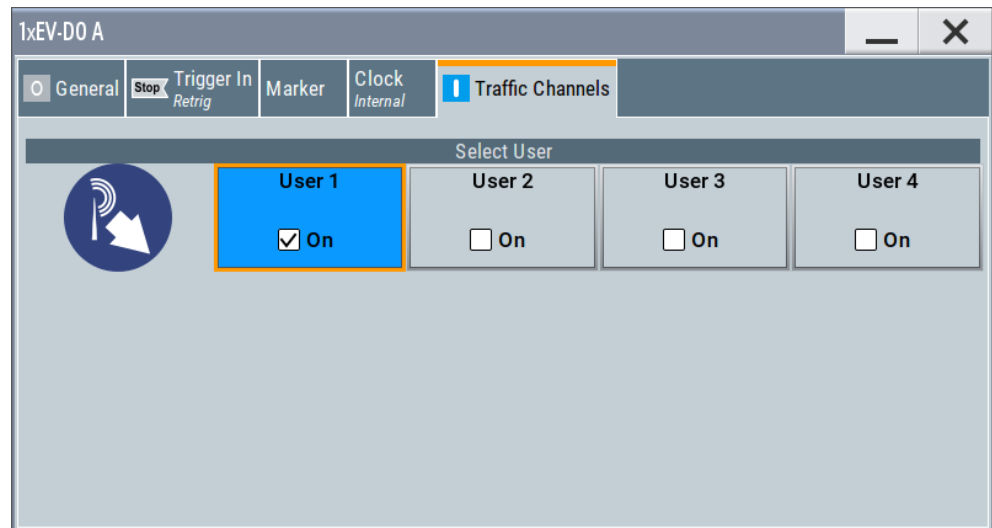 1xEV-DO A
O General
Stop Trigger In
Retrig
Marker
Clock
Internal
I Traffic Channels
Select User
User 1
On
User 2
On
User 3
On
User 4
On